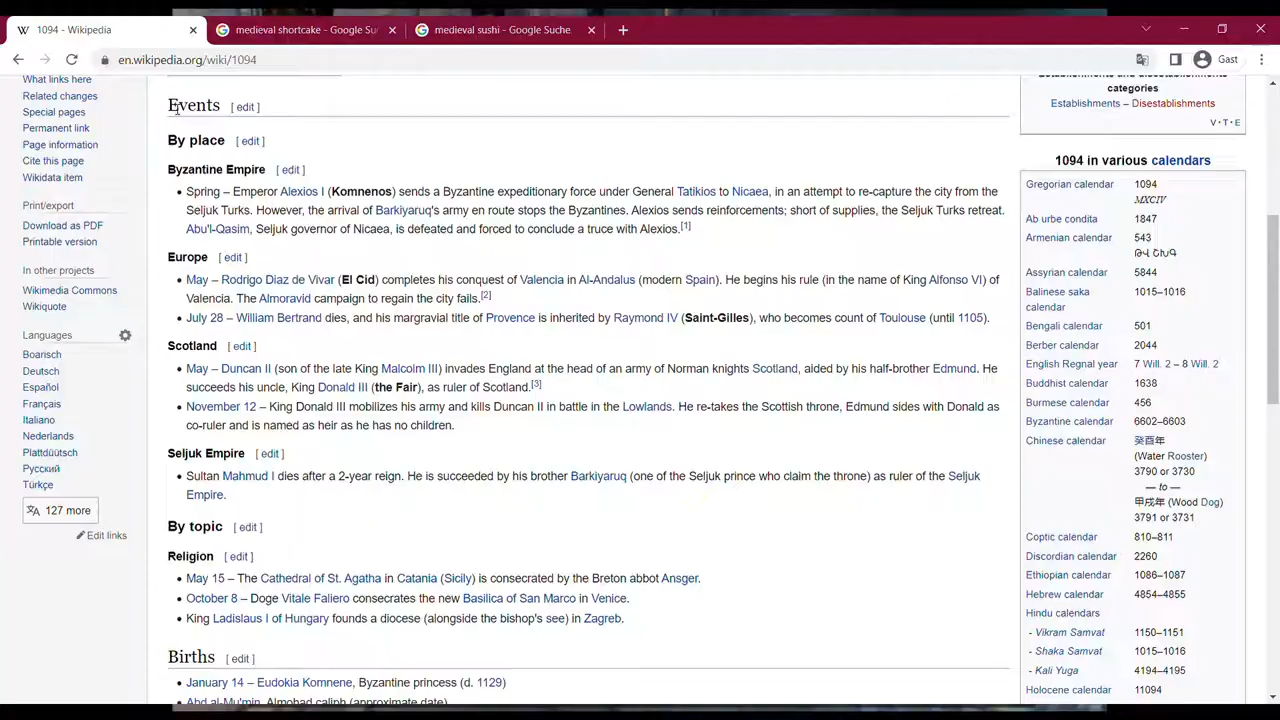 1094 - Wikipedia
medieval shortcake - Google Su
medieval sushi - Google Suche
en.wikipedia.org/wiki/1094
Gast
What links here
Related changes
Special pages
Permanent link
Page information
Cite this page
Wikidata item
Print/export
Download as PDF
Printable version
In other projects
Wikimedia Commons
Wikiquote
Languages
Boarisch
Deutsch
Español
Français
Italiano
Nederlands
Plattdüütsch
Русский
Türkçe
127 more
Edit links
Events [ edit ]
By place [ edit ]
Byzantine Empire [ edit ]
• Spring – Emperor Alexios I (Komnenos) sends a Byzantine expeditionary force under General Tatikios to Nicaea, in an attempt to re-capture the city from the
Seljuk Turks. However, the arrival of Barkiyaruq's army en route stops the Byzantines. Alexios sends reinforcements; short of supplies, the Seljuk Turks retreat.
Abu'l-Qasim, Seljuk governor of Nicaea, is defeated and forced to conclude a truce with Alexios.[1]
Europe [ edit ]
• May – Rodrigo Diaz de Vivar (El Cid) completes his conquest of Valencia in Al-Andalus (modern Spain). He begins his rule (in the name of King Alfonso VI) of
Valencia. The Almoravid campaign to regain the city fails.[2]
• July 28 – William Bertrand dies, and his margravial title of Provence is inherited by Raymond IV (Saint-Gilles), who becomes count of Toulouse (until 1105).
Scotland [ edit ]
• May – Duncan II (son of the late King Malcolm III) invades England at the head of an army of Norman knights Scotland, aided by his half-brother Edmund. He
succeeds his uncle, King Donald III (the Fair), as ruler of Scotland.[3]
• November 12 – King Donald III mobilizes his army and kills Duncan II in battle in the Lowlands. He re-takes the Scottish throne, Edmund sides with Donald as
co-ruler and is named as heir as he has no children.
Seljuk Empire [ edit ]
• Sultan Mahmud I dies after a 2-year reign. He is succeeded by his brother Barkiyaruq (one of the Seljuk prince who claim the throne) as ruler of the Seljuk
Empire.
By topic [ edit ]
Religion [ edit ]
• May 15 – The Cathedral of St. Agatha in Catania (Sicily) is consecrated by the Breton abbot Ansger.
• October 8 – Doge Vitale Faliero consecrates the new Basilica of San Marco in Venice.
• King Ladislaus I of Hungary founds a diocese (alongside the bishop's see) in Zagreb.
Births [ edit ]
• January 14 – Eudokia Komnene, Byzantine princess (d. 1129)
• Abd al-Mu'min, Almohad caliph (approximate date)
Establishments and disestablishments
categories
Establishments – Disestablishments
V • T • E
1094 in various calendars
Gregorian calendar 1094
MXCIV
Ab urbe condita 1847
Armenian calendar 543
ԹՎ ՇԽԳ
Assyrian calendar 5844
Balinese saka 1015–1016
calendar
Bengali calendar 501
Berber calendar 2044
English Regnal year 7 Will. 2 – 8 Will. 2
Buddhist calendar 1638
Burmese calendar 456
Byzantine calendar 6602–6603
Chinese calendar 癸酉年
(Water Rooster)
3790 or 3730
— to —
甲戌年 (Wood Dog)
3791 or 3731
Coptic calendar 810–811
Discordian calendar 2260
Ethiopian calendar 1086–1087
Hebrew calendar 4854–4855
Hindu calendars
- Vikram Samvat 1150–1151
- Shaka Samvat 1015–1016
- Kali Yuga 4194–4195
Holocene calendar 11094